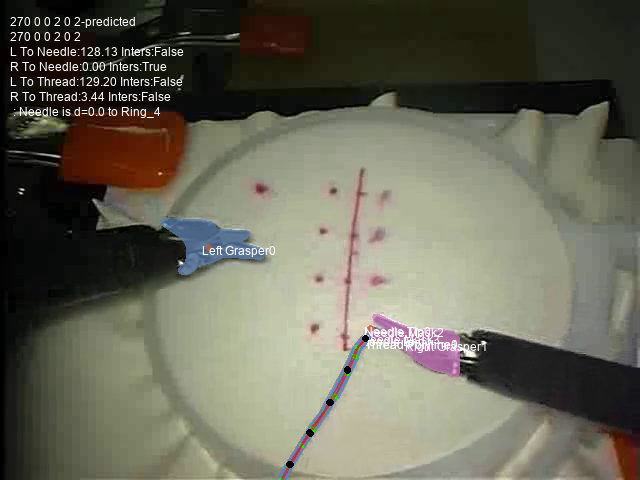 270 0 0 2 0 2-predicted
270 0 0 2 0 2
L To Needle:128.13 Inters:False
R To Needle:0.00 Inters:True
L To Thread:129.20 Inters:False
R To Thread:3.44 Inters:False
: Needle is d=0.0 to Ring_4
Left Grasper0
Right Grasper1